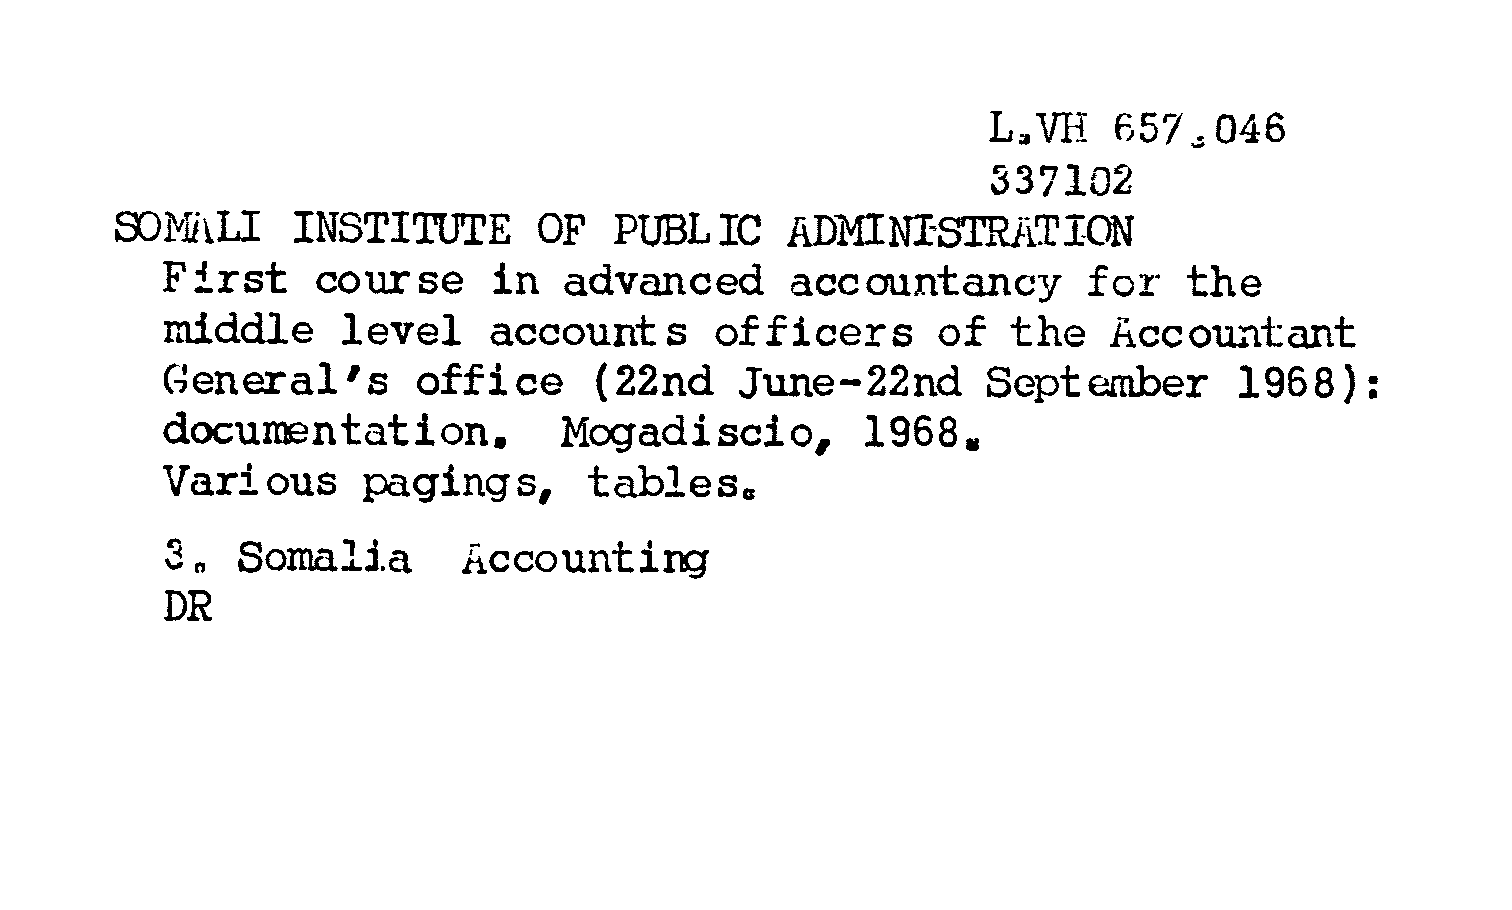 L.VH 657.046
337102
SOMALI INSTITUTE OF PUBLIC ADMINISTRATION
First course in advanced accountancy for the
middle level accounts officers of the Accountant
General's office (22nd June-22nd September 1968):
documentation. Mogadiscio, 1968.
Various pagings, tables.
3. Somalia Accounting
DR